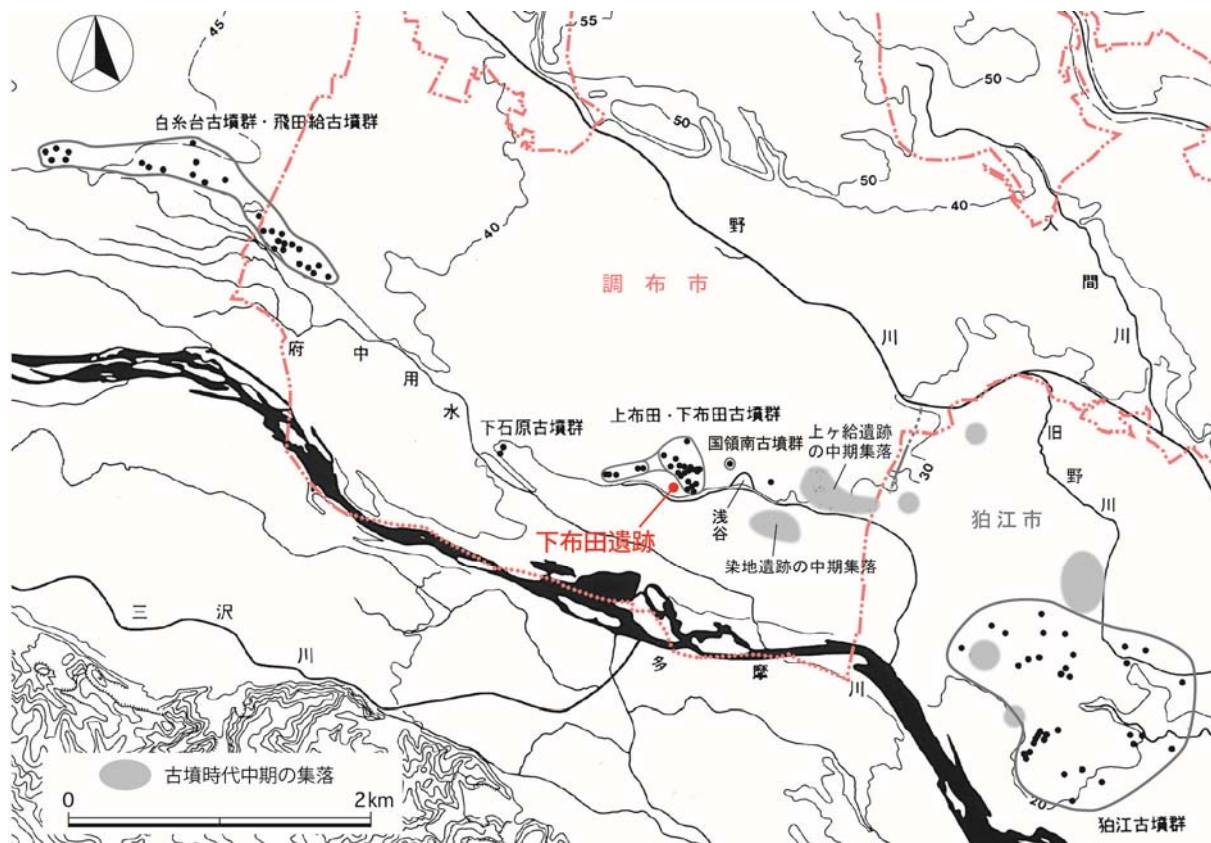 45
55
50
50
50
40
白糸台古墳群・飛田給古墳群
40
野
入
調布市
間
川
川
府
中
用
水
上布田・下布田古墳群
下石原古墳群
国領南古墳群
上ヶ給遺跡
の中期集落
30
旧
野
川
浅谷
狛江市
下布田遺跡
染地遺跡の中期集落
三
沢
川
多
摩
川
古墳時代中期の集落
0
2km
20
狛江古墳群